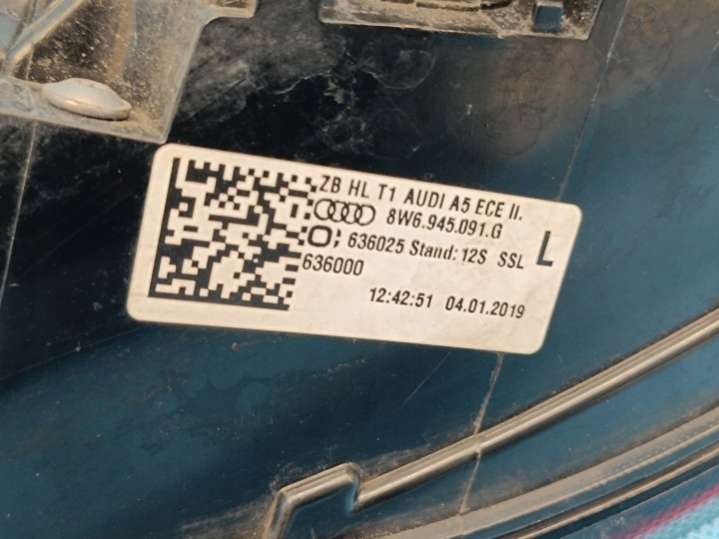 ZB HL T1 AUDI A5 ECE II.
8W6.945.091.G
636025 Stand: 12S SSL L
636000
12:42:51 04.01.2019